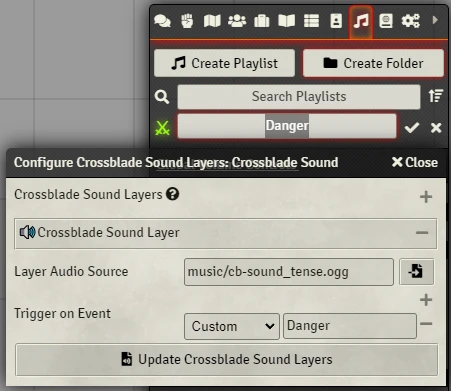 Create Playlist
Create Folder
Search Playlists
Danger
Configure Crossblade Sound Layers: Crossblade Sound
Close
Crossblade Sound Layers
Crossblade Sound Layer
Layer Audio Source
music/cb-sound_tense.ogg
Trigger on Event
Custom
Danger
Update Crossblade Sound Layers